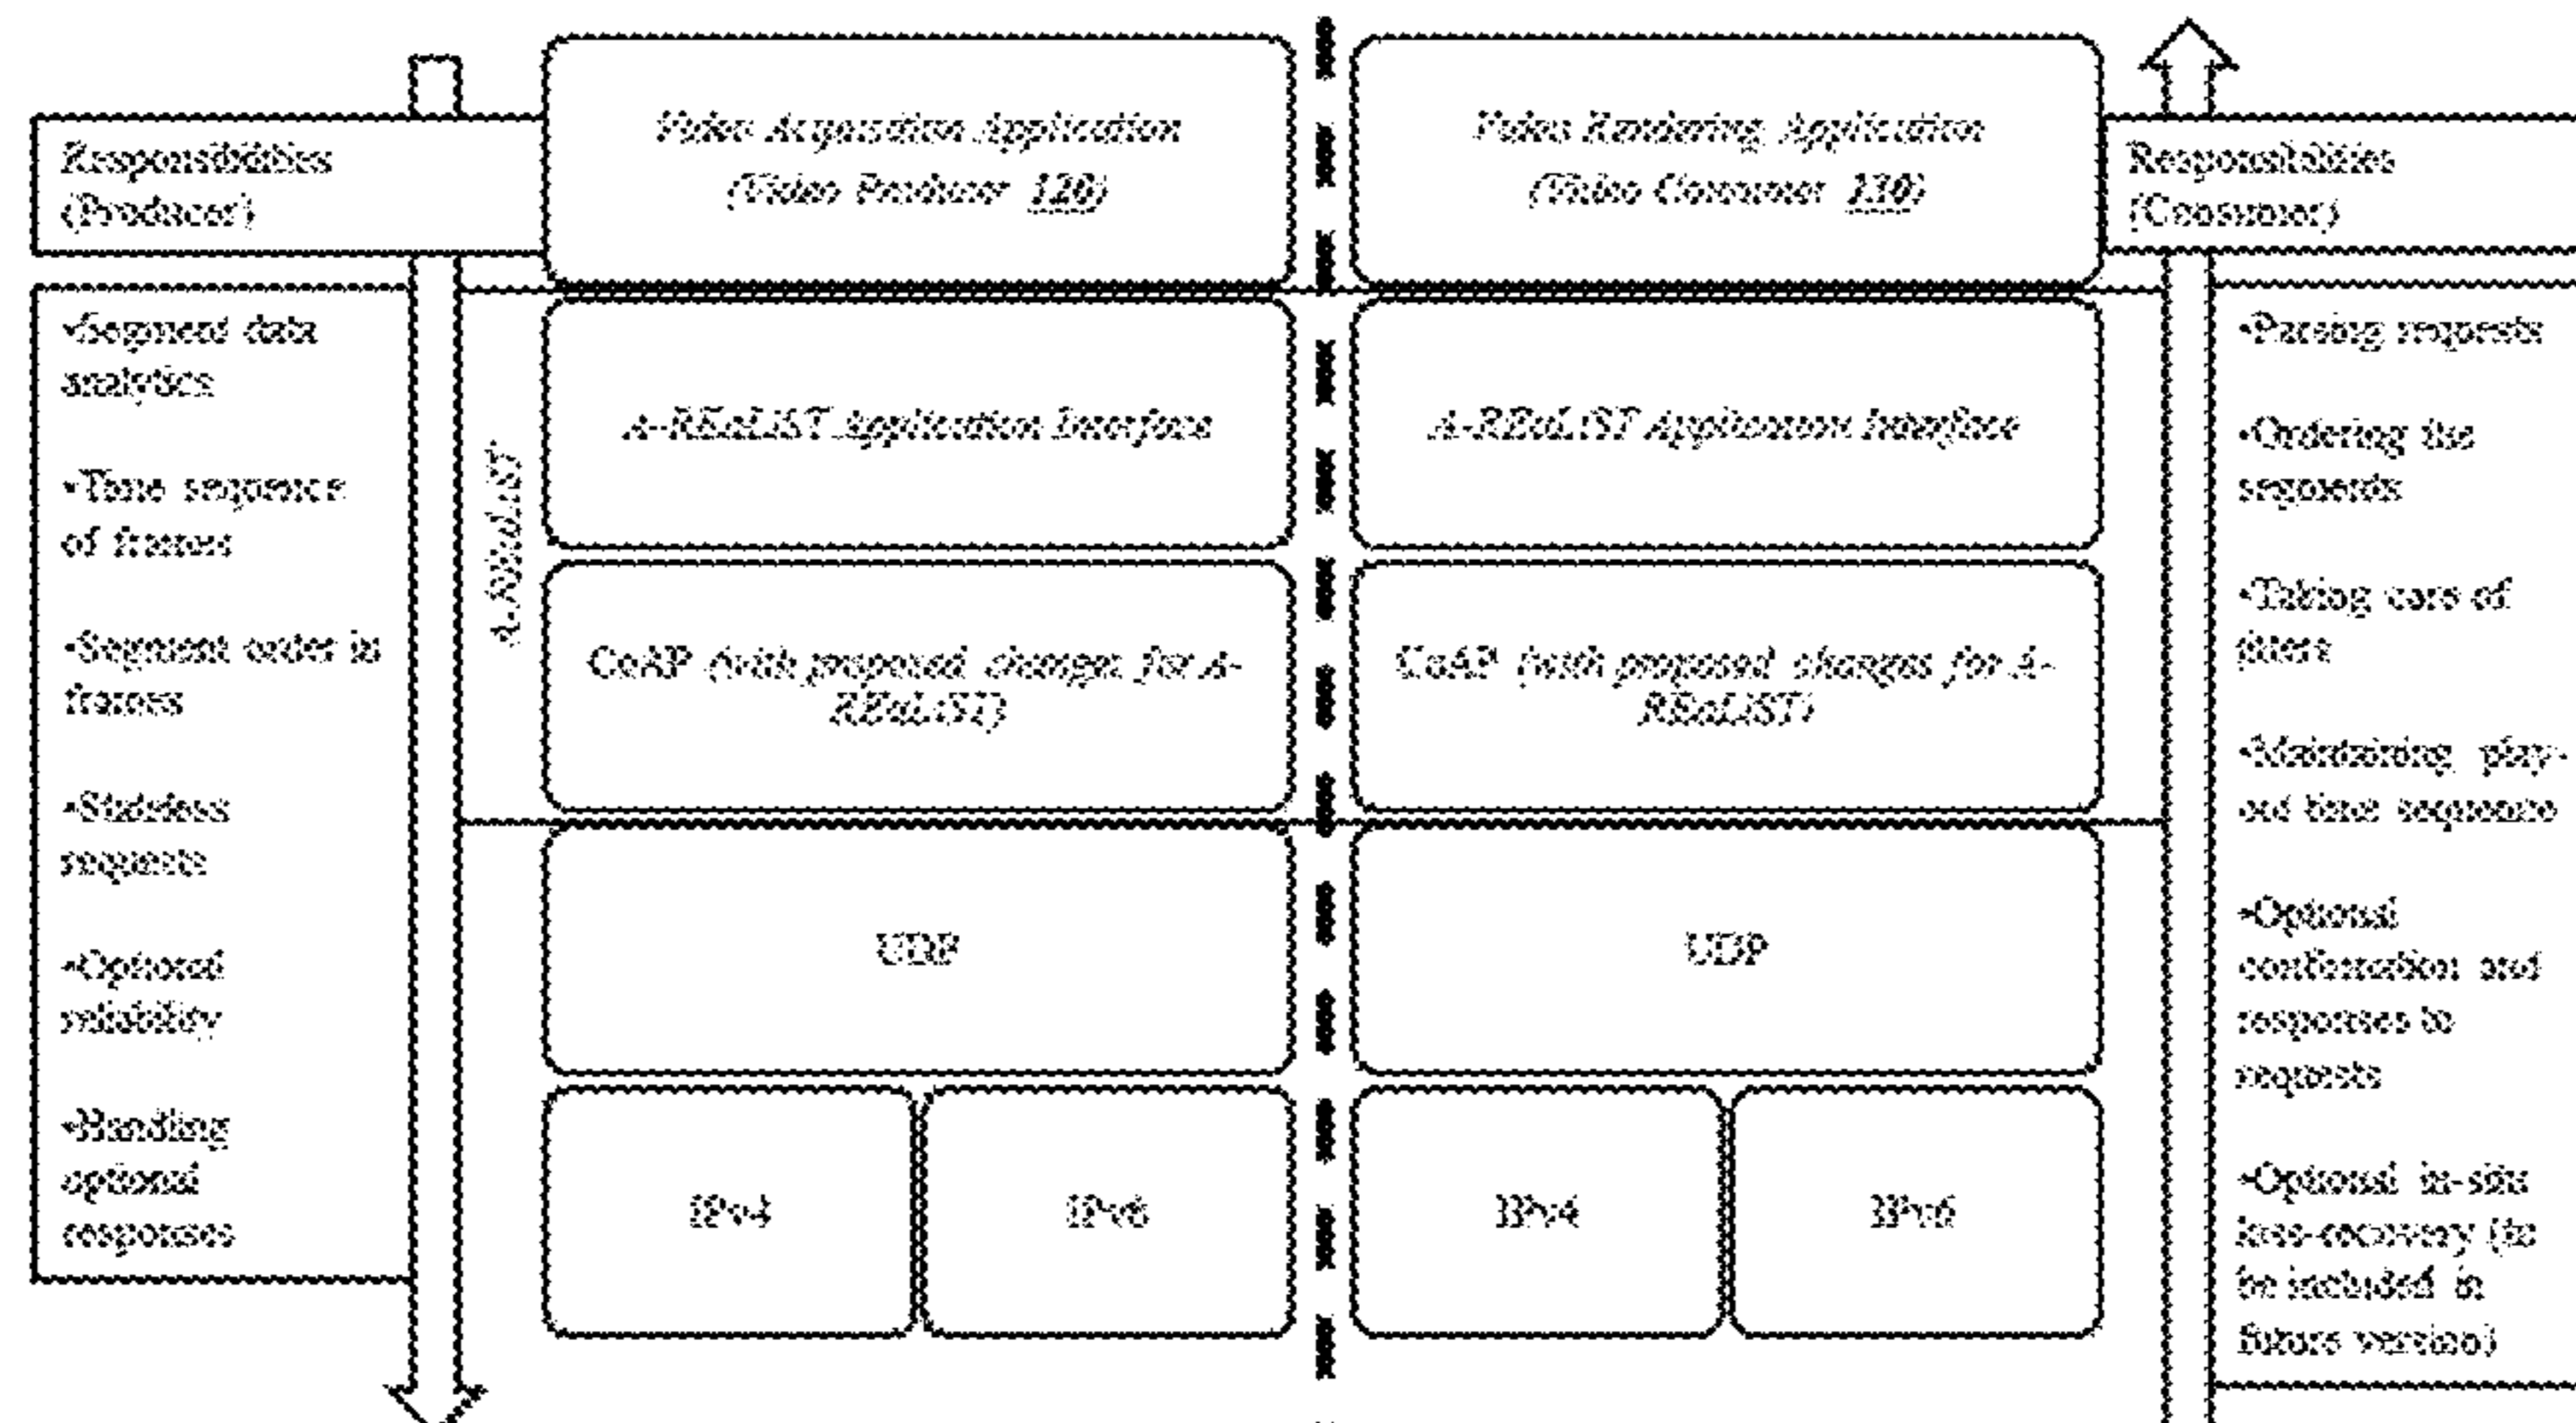 Responsibilities
(Producer)
•Segment data
analytics
•Time sequence
of frames
•Segment order in
frames
•Stateless
requests
•Optional
reliability
•Handling
optional
responses
A-REaLiST
Video Acquisition Application
(Video Producer 120)
A-REaLiST Application Interface
CoAP (with proposed changes for A-
REaLiST)
UDP
IPv4
IPv6
Video Rendering Application
(Video Consumer 130)
A-REaLiST Application Interface
CoAP (with proposed changes for A-
REaLiST)
UDP
IPv4
IPv6
Responsibilities
(Consumer)
•Parsing requests
•Ordering the
segments
•Taking care of
jitters
•Maintaining play-
out time sequence
•Optional
confirmation and
responses to
requests
•Optional in-situ
loss-recovery (to
be included in
future version)